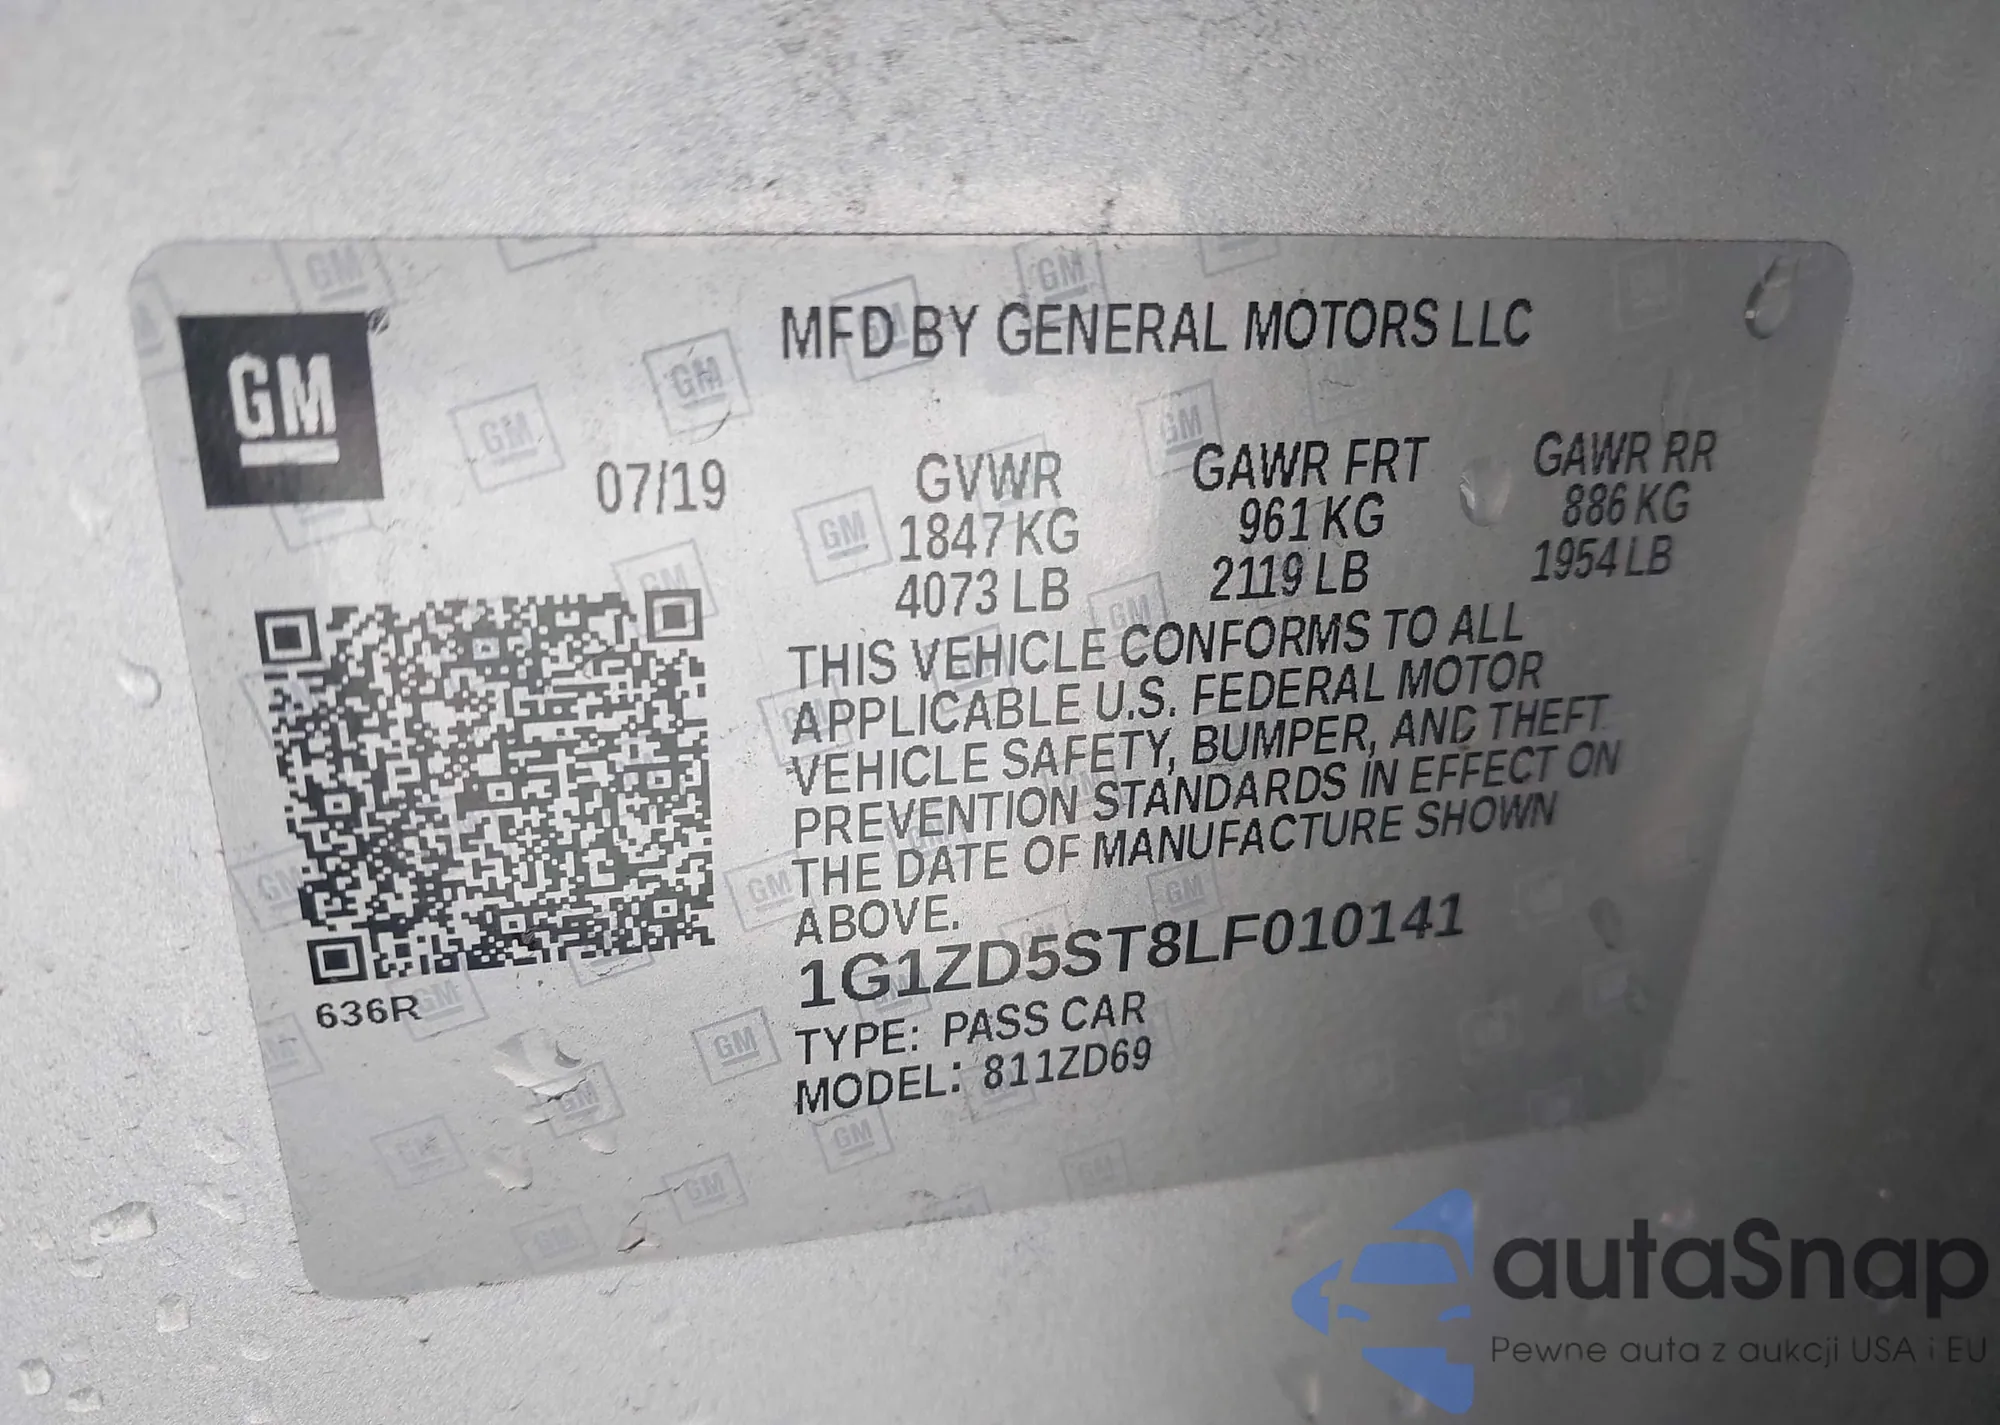 GM
MFD BY GENERAL MOTORS LLC
07/19
GVWR GAWR FRT GAWR RR
1847 KG 961 KG 886 KG
4073 LB 2119 LB 1954 LB
THIS VEHICLE CONFORMS TO ALL
APPLICABLE U.S. FEDERAL MOTOR
VEHICLE SAFETY, BUMPER, AND THEFT
PREVENTION STANDARDS IN EFFECT ON
THE DATE OF MANUFACTURE SHOWN
ABOVE.
1G1ZD5ST8LF010141
TYPE: PASS CAR
MODEL: 811ZD69
636R
autaSnap
Pewne auta z aukcji USA i EU